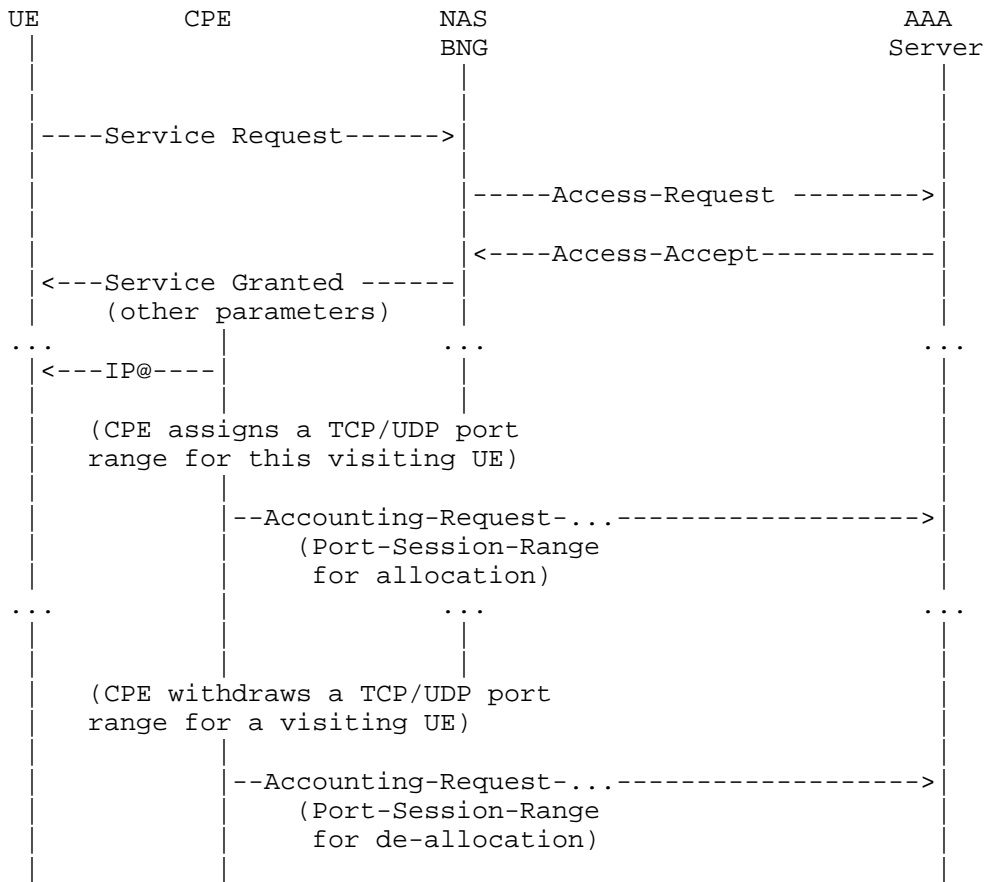 UE CPE NAS AAA
BNG Server
----Service Request------>
-----Access-Request -------->
<----Access-Accept-----------
<---Service Granted ------
(other parameters)
... ... ...
<---IP@----
(CPE assigns a TCP/UDP port
range for this visiting UE)
--Accounting-Request-...------------------->
(Port-Session-Range
for allocation)
... ... ...
(CPE withdraws a TCP/UDP port
range for a visiting UE)
--Accounting-Request-...------------------->
(Port-Session-Range
for de-allocation)